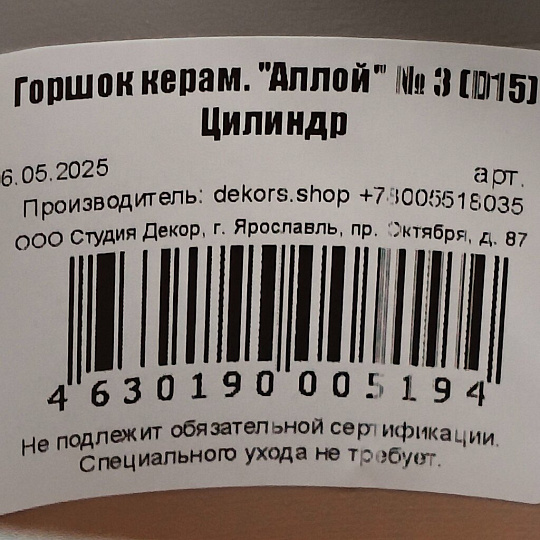 Горшок керам. "Аллой" № 3 (D15)
Цилиндр
6.05.2025 арт.
Производитель: dekors.shop
ООО Студия Декор, г. Ярославль, пр. Октября, д. 87
4 630190 005194
Не подлежит обязательной сертификации.
Специального ухода не требует.